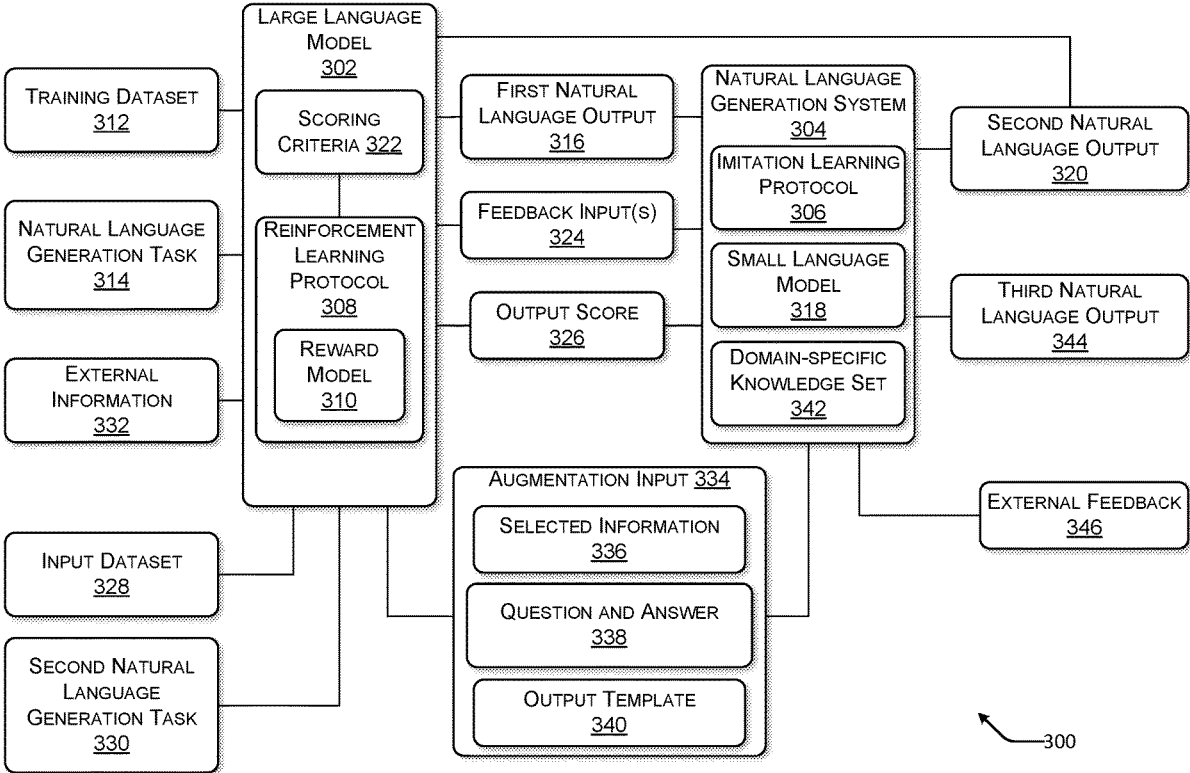 LARGE LANGUAGE
MODEL
302
SCORING
CRITERIA 322
REINFORCEMENT
LEARNING
PROTOCOL
308
REWARD
MODEL
310
TRAINING DATASET
312
NATURAL LANGUAGE
GENERATION TASK
314
EXTERNAL
INFORMATION
332
INPUT DATASET
328
SECOND NATURAL
LANGUAGE
GENERATION TASK
330
FIRST NATURAL
LANGUAGE OUTPUT
316
FEEDBACK INPUT(S)
324
OUTPUT SCORE
326
AUGMENTATION INPUT 334
SELECTED INFORMATION
336
QUESTION AND ANSWER
338
OUTPUT TEMPLATE
340
NATURAL LANGUAGE
GENERATION SYSTEM
304
IMITATION LEARNING
PROTOCOL
306
SMALL LANGUAGE
MODEL
318
DOMAIN-SPECIFIC
KNOWLEDGE SET
342
SECOND NATURAL
LANGUAGE OUTPUT
320
THIRD NATURAL
LANGUAGE OUTPUT
344
EXTERNAL FEEDBACK
346
300